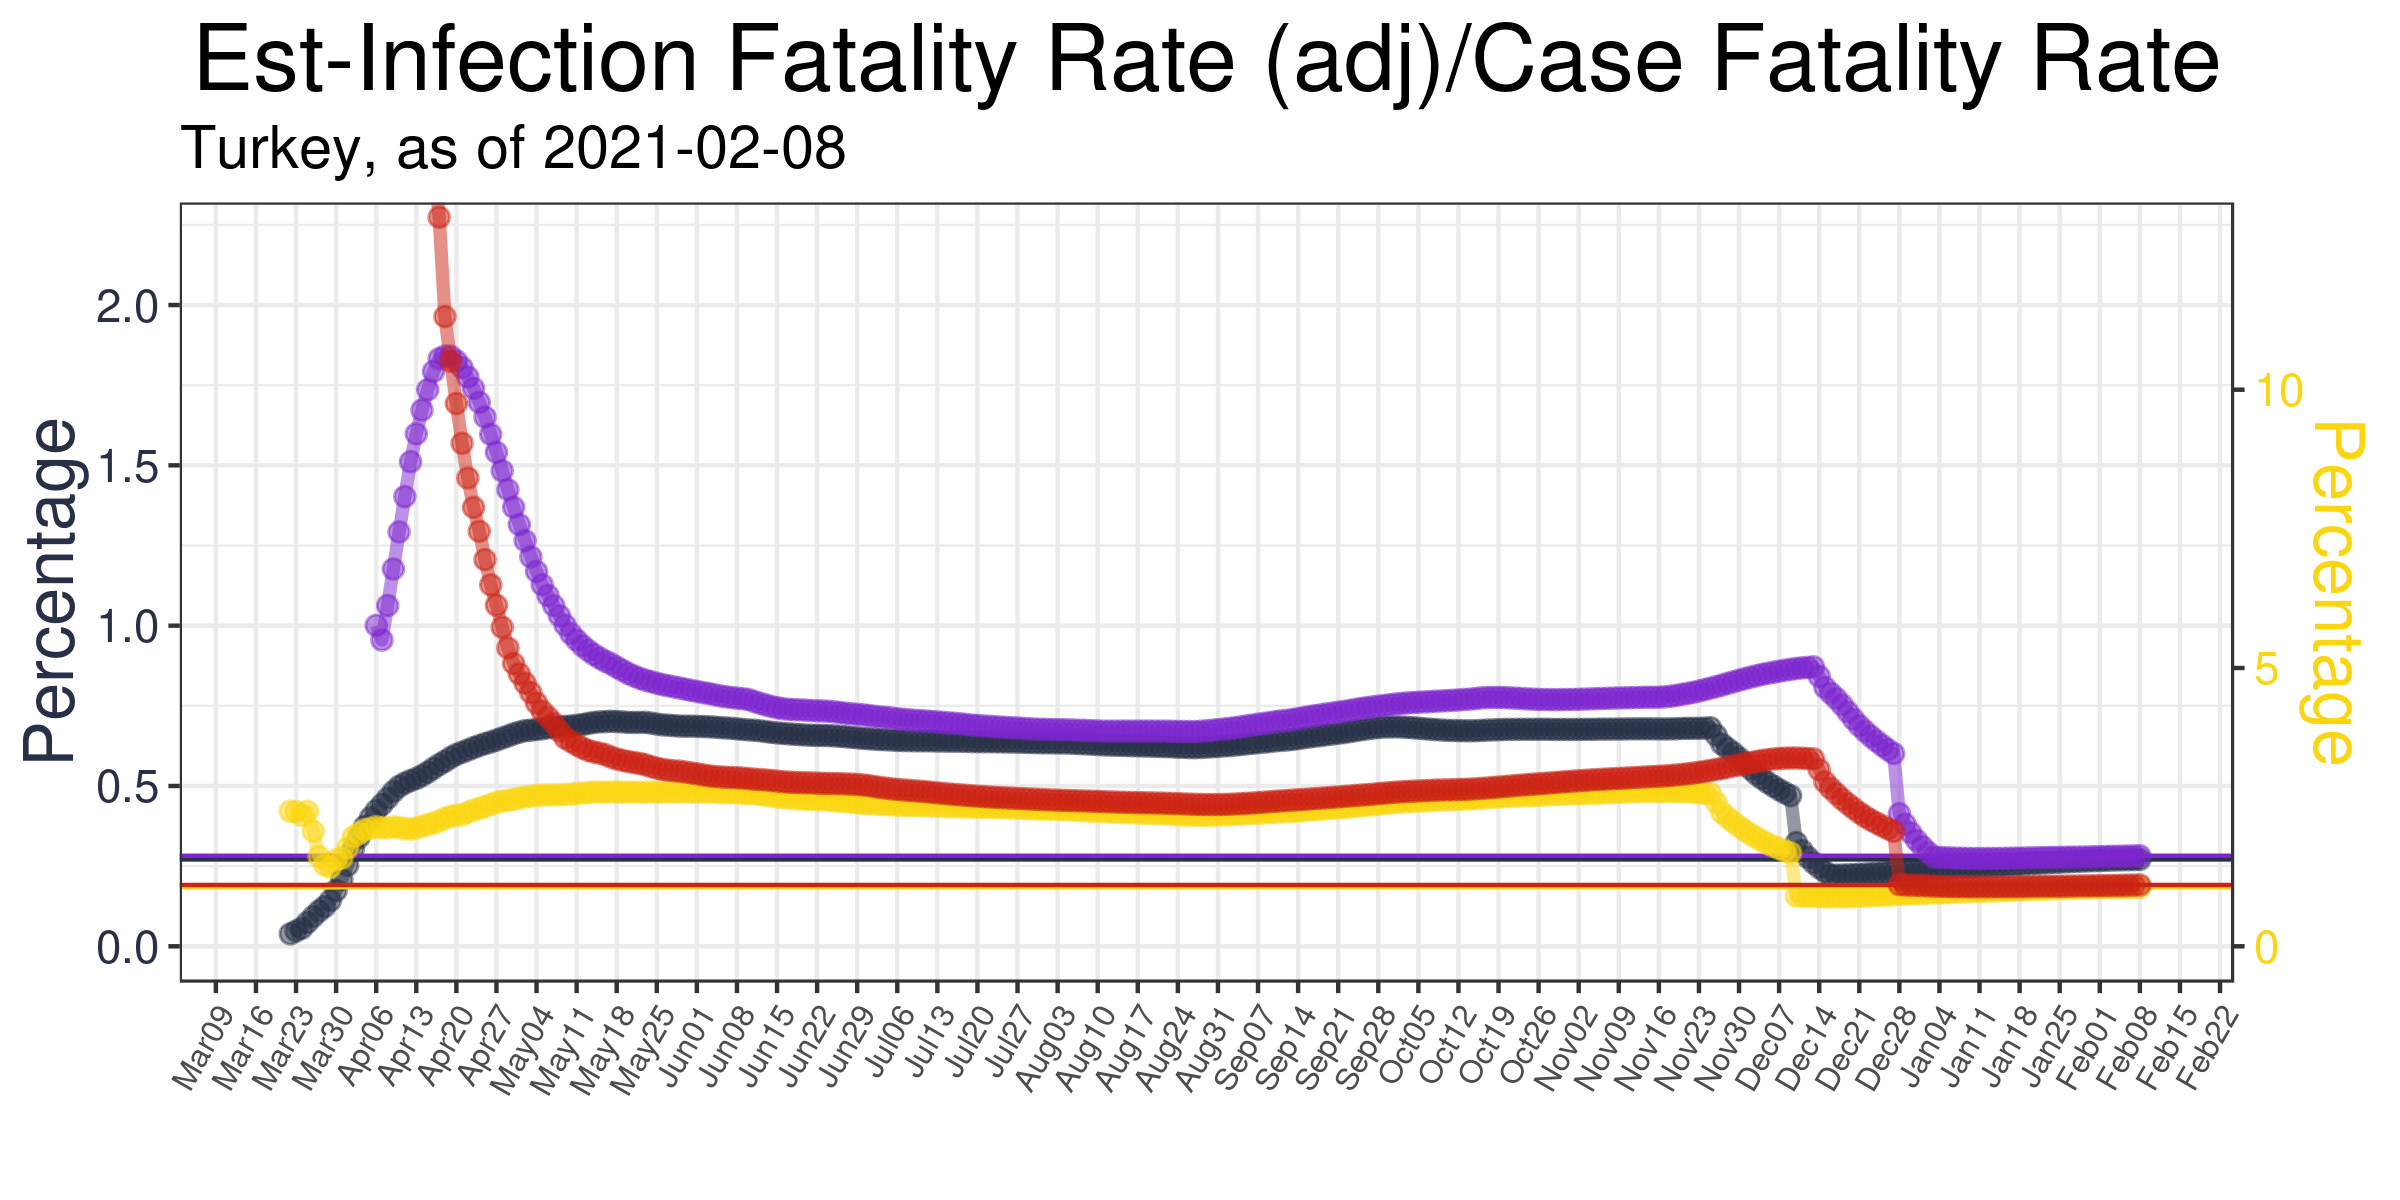 Est-Infection Fatality Rate (adj)/Case Fatality Rate
Turkey, as of 2021-02-08
Percentage
2.0
1.5
1.0
0.5
0.0
10
5
0
Percentage
Mar09
Mar16
Mar23
Mar30
Apr06
Apr13
Apr20
Apr27
May04
May11
May18
May25
Jun01
Jun08
Jun15
Jun22
Jun29
Jul06
Jul13
Jul20
Jul27
Aug03
Aug10
Aug17
Aug24
Aug31
Sep07
Sep14
Sep21
Sep28
Oct05
Oct12
Oct19
Oct26
Nov02
Nov09
Nov16
Nov23
Nov30
Dec07
Dec14
Dec21
Dec28
Jan04
Jan11
Jan18
Jan25
Feb01
Feb08
Feb15
Feb22